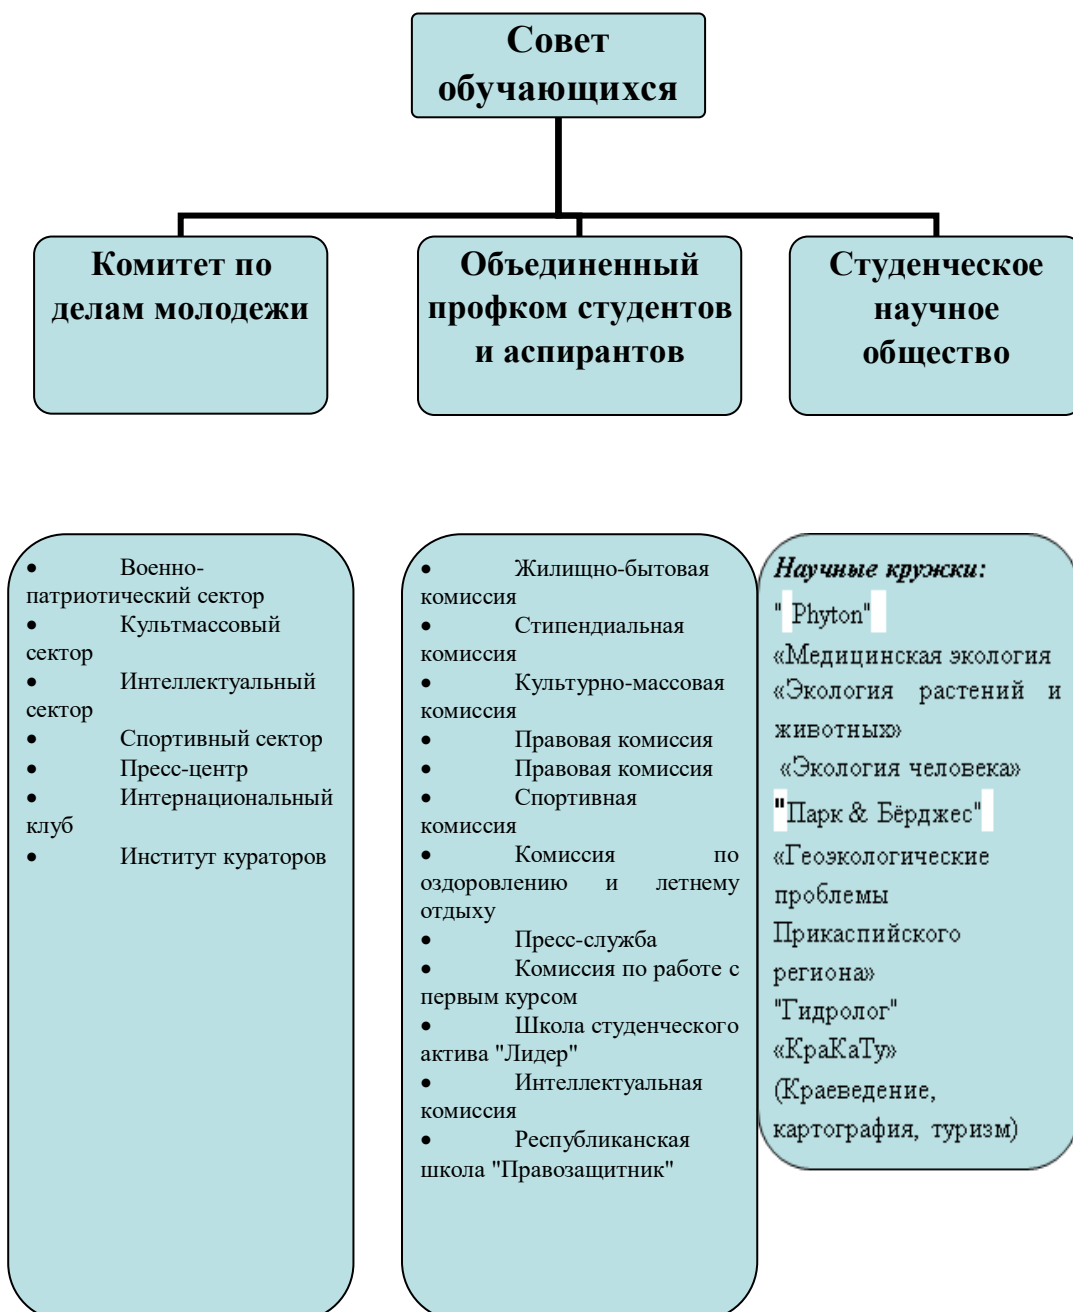 Совет
обучающихся
Комитет по
делам молодежи
Объединенный
профком студентов
и аспирантов
Студенческое
научное
общество
• Военно-
патриотический сектор
• Культмассовый
сектор
• Интеллектуальный
сектор
• Спортивный сектор
• Пресс-центр
• Интернациональный
клуб
• Институт кураторов
• Жилищно-бытовая
комиссия
• Стипендиальная
комиссия
• Культурно-массовая
комиссия
• Правовая комиссия
• Правовая комиссия
• Спортивная
комиссия
• Комиссия по
оздоровлению и летнему
отдыху
• Пресс-служба
• Комиссия по работе с
первым курсом
• Школа студенческого
актива "Лидер"
• Интеллектуальная
комиссия
• Республиканская
школа "Правозащитник"
Научные кружки:
" Phyton"
«Медицинская экология
«Экология растений и
животных»
«Экология человека»
"Парк & Бёрджес"
«Геоэкологические
проблемы
Прикаспийского
региона»
"Гидролог"
«КраКаТу»
(Краеведение,
картография, туризм)